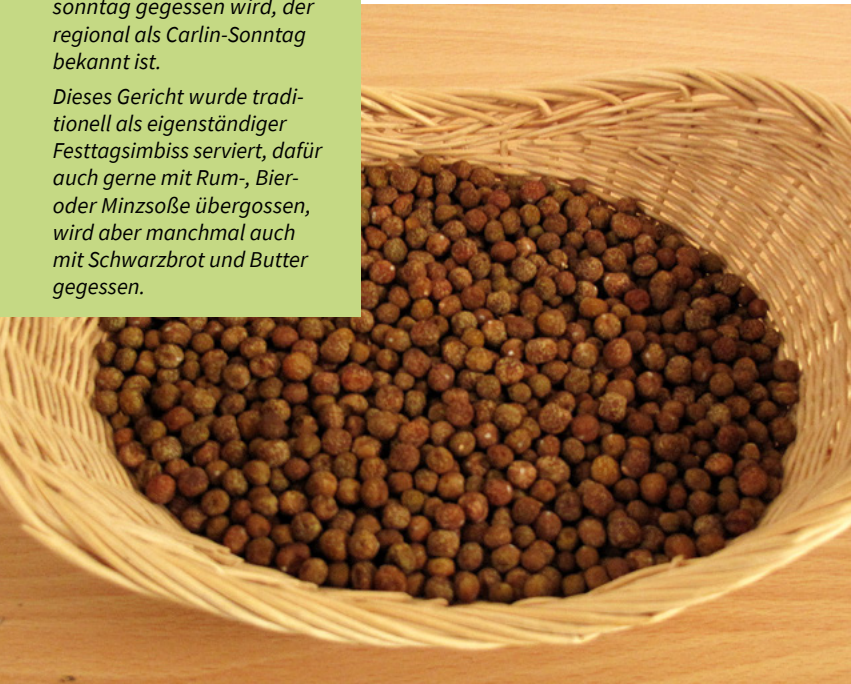 sonntag gegessen wird, der
regional als Carlin-Sonntag
bekannt ist.
Dieses Gericht wurde tradi-
tionell als eigenständiger
Festtagsimbiss serviert, dafür
auch gerne mit Rum-, Bier-
oder Minzsoße übergossen,
wird aber manchmal auch
mit Schwarzbrot und Butter
gegessen.